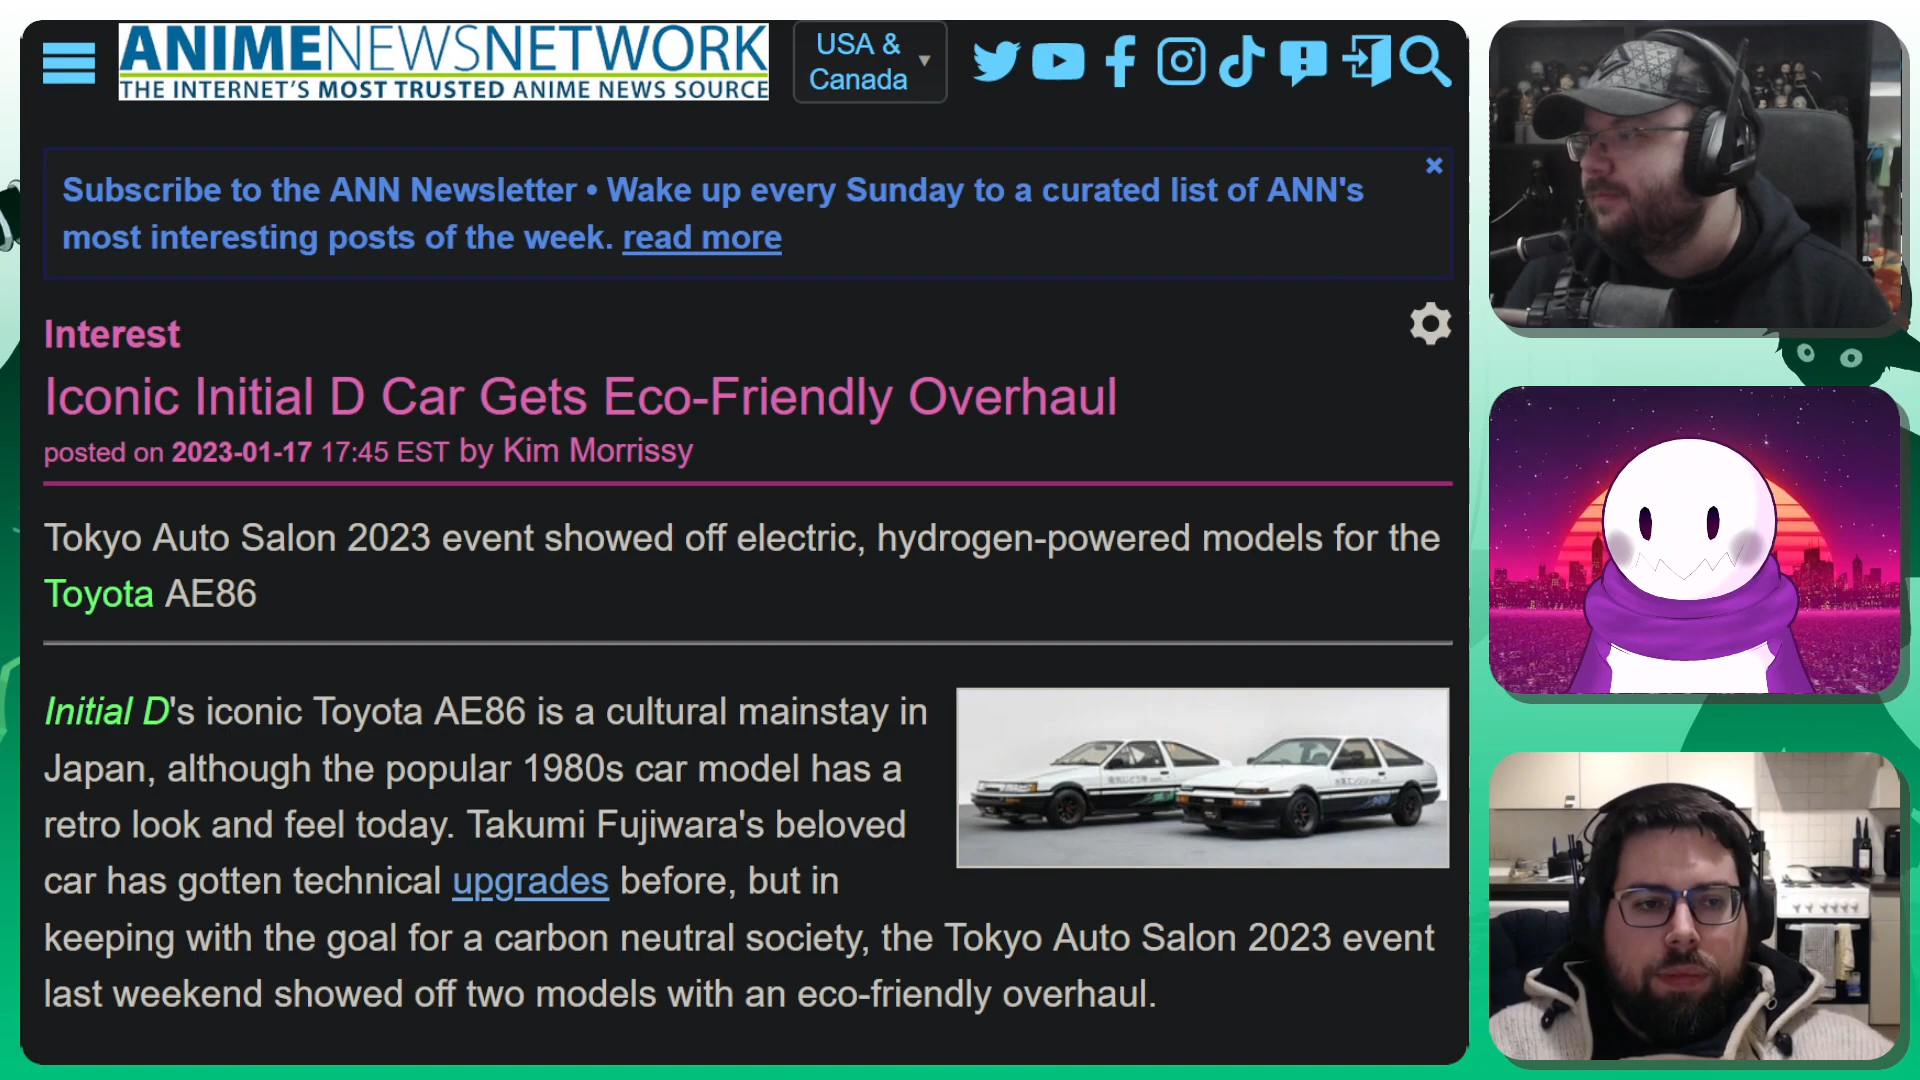 ANIMENEWSNETWORK
THE INTERNET'S MOST TRUSTED ANIME NEWS SOURCE
USA &
Canada
Subscribe to the ANN Newsletter • Wake up every Sunday to a curated list of ANN's
most interesting posts of the week. read more
Interest
Iconic Initial D Car Gets Eco-Friendly Overhaul
posted on 2023-01-17 17:45 EST by Kim Morrissy
Tokyo Auto Salon 2023 event showed off electric, hydrogen-powered models for the
Toyota AE86
Initial D's iconic Toyota AE86 is a cultural mainstay in
Japan, although the popular 1980s car model has a
retro look and feel today. Takumi Fujiwara's beloved
car has gotten technical upgrades before, but in
keeping with the goal for a carbon neutral society, the Tokyo Auto Salon 2023 event
last weekend showed off two models with an eco-friendly overhaul.